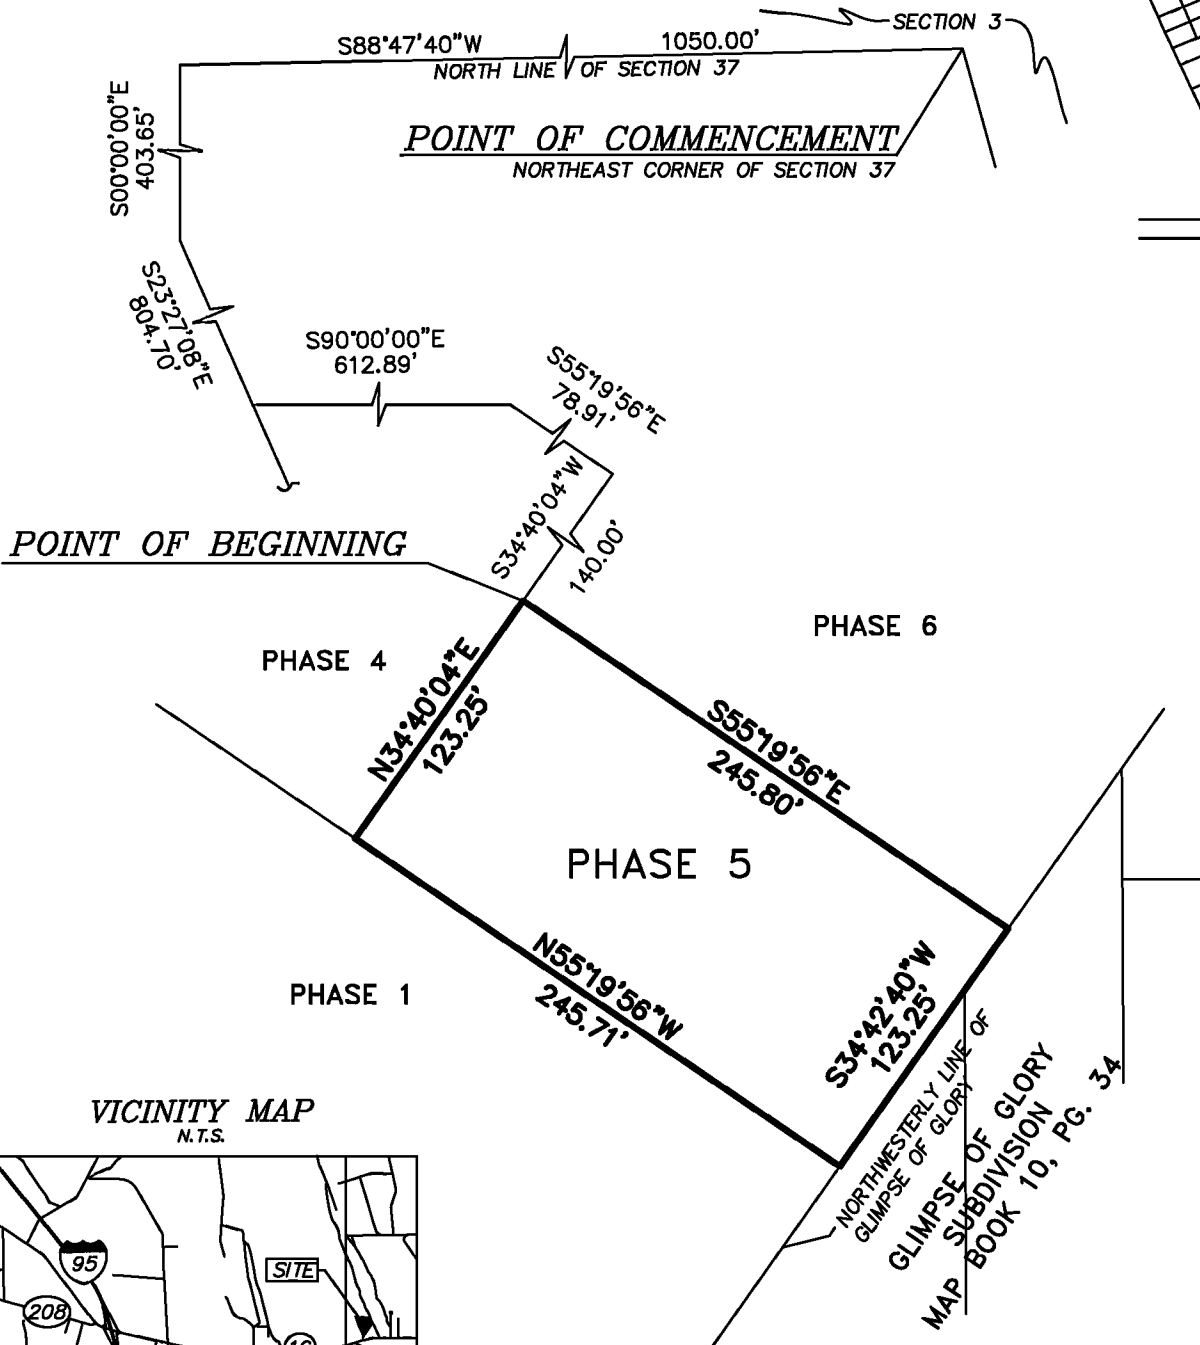 SECTION 3
S88°47'40"W 1050.00'
NORTH LINE OF SECTION 37
S00°00'00"E
403.65'
POINT OF COMMENCEMENT
NORTHEAST CORNER OF SECTION 37
S23°27'08"E
804.70'
S90°00'00"E
612.89'
S55°19'56"E
78.91'
S34°40'04"W
140.00'
POINT OF BEGINNING
PHASE 6
PHASE 4
N34°40'04"E
123.25'
S55°19'56"E
245.80'
PHASE 5
N55°19'56"W
245.71'
S34°42'40"W
123.25'
PHASE 1
NORTHWESTERLY LINE OF
GLIMPSE OF GLORY
GLIMPSE OF GLORY
SUBDIVISION
MAP BOOK 10, PG. 34
VICINITY MAP
N.T.S.
95
SITE
208